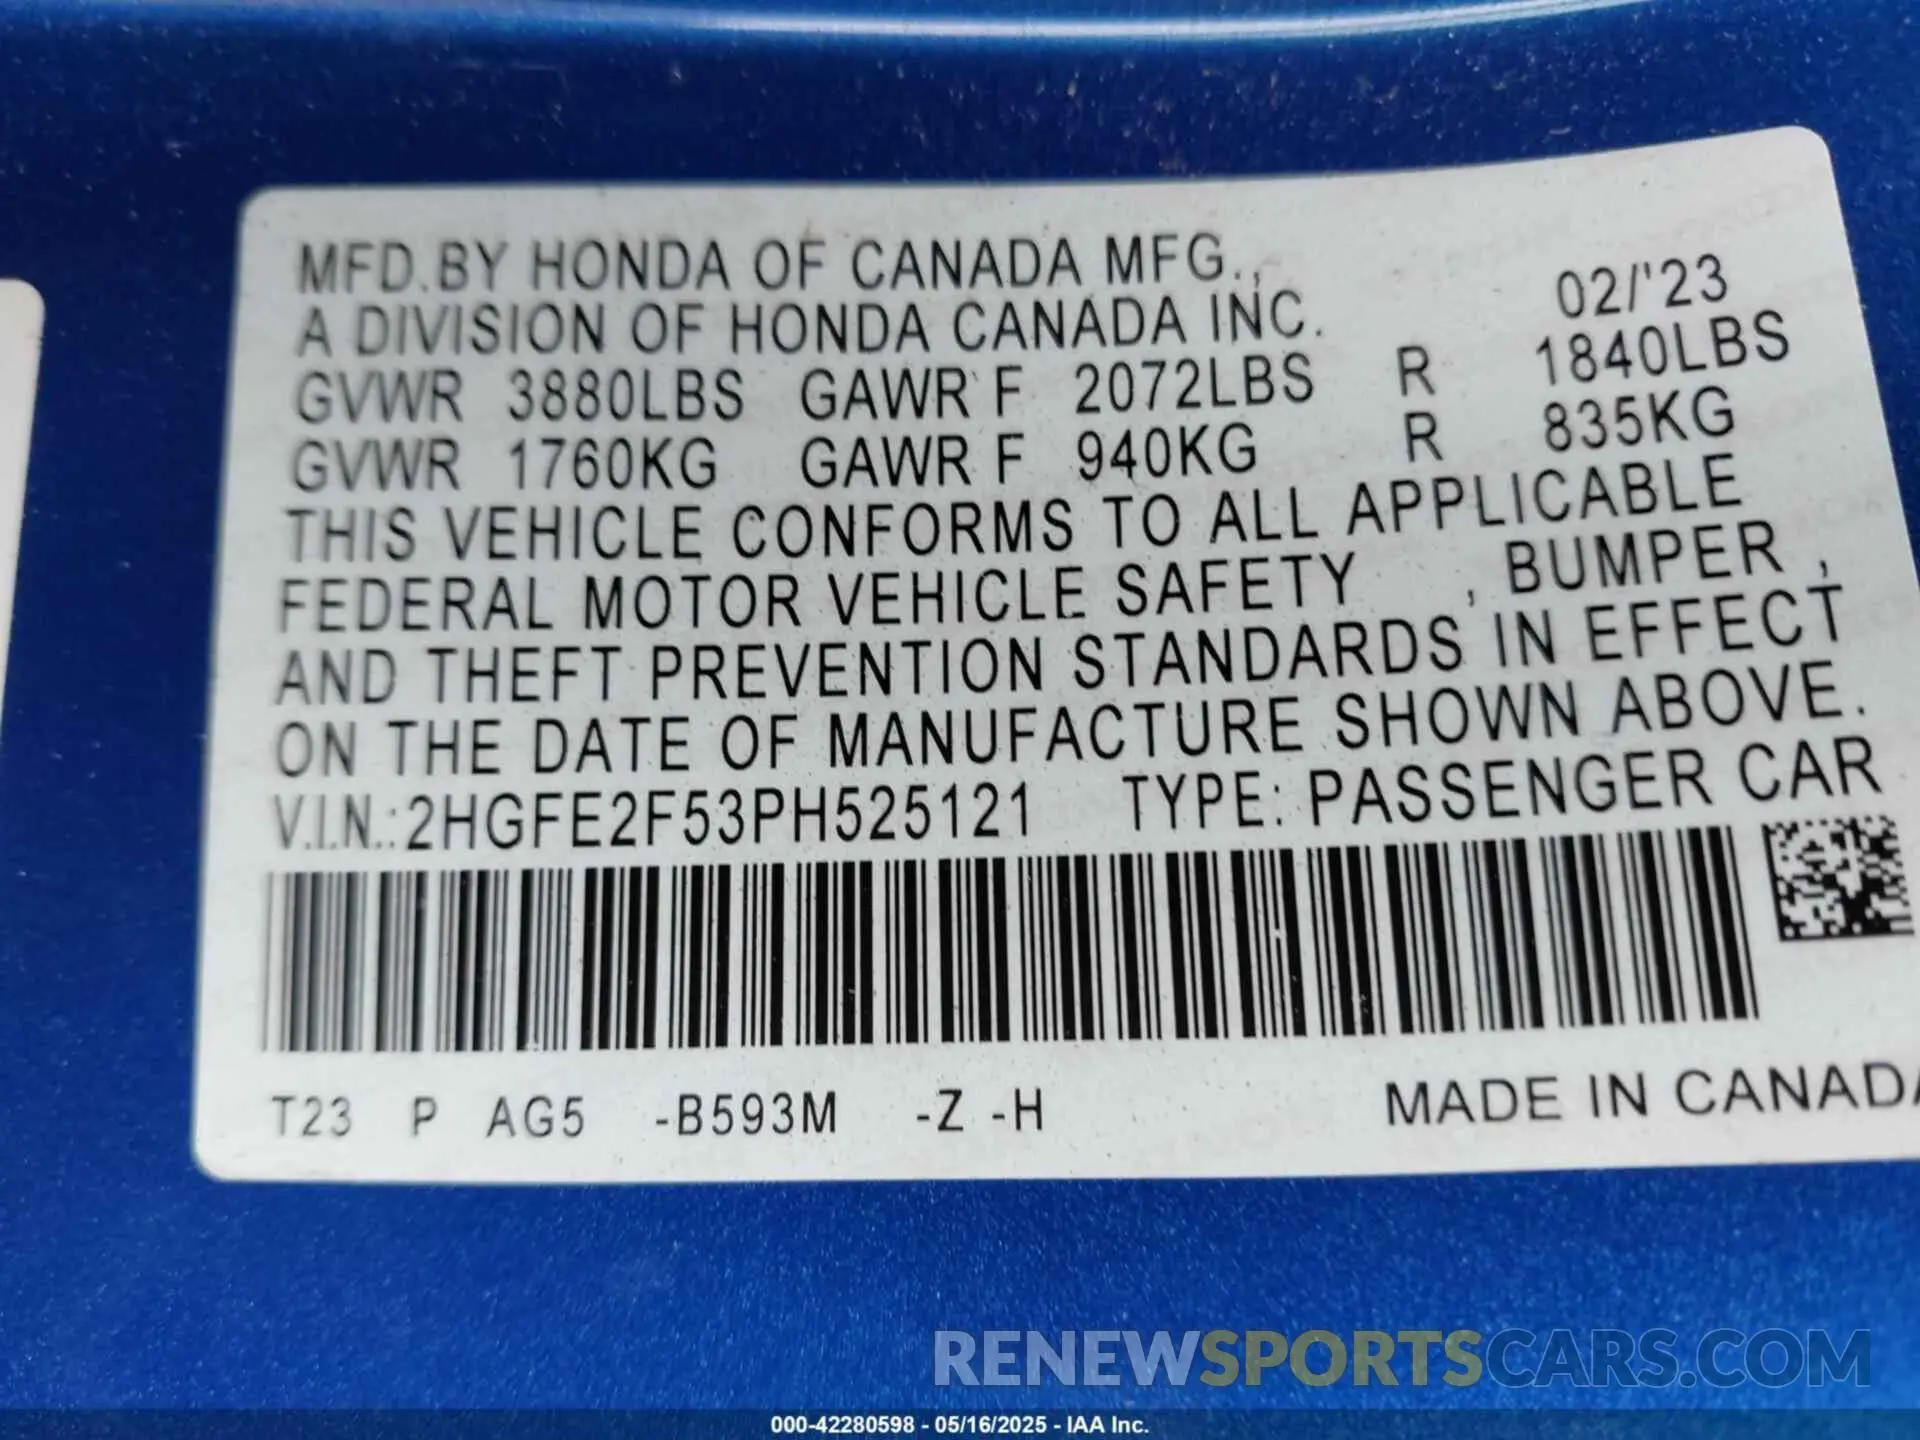 MFD.BY HONDA OF CANADA MFG.,
A DIVISION OF HONDA CANADA INC. 02/'23
GVWR 3880LBS GAWR F 2072LBS R 1840LBS
GVWR 1760KG GAWR F 940KG R 835KG
THIS VEHICLE CONFORMS TO ALL APPLICABLE
FEDERAL MOTOR VEHICLE SAFETY , BUMPER ,
AND THEFT PREVENTION STANDARDS IN EFFECT
ON THE DATE OF MANUFACTURE SHOWN ABOVE.
V.I.N.: 2HGFE2F53PH525121 TYPE: PASSENGER CAR
T23 P AG5 -B593M -Z -H MADE IN CANADA
RENEWSPORTSCARS.COM
000-42280598 - 05/16/2025 - IAA Inc.